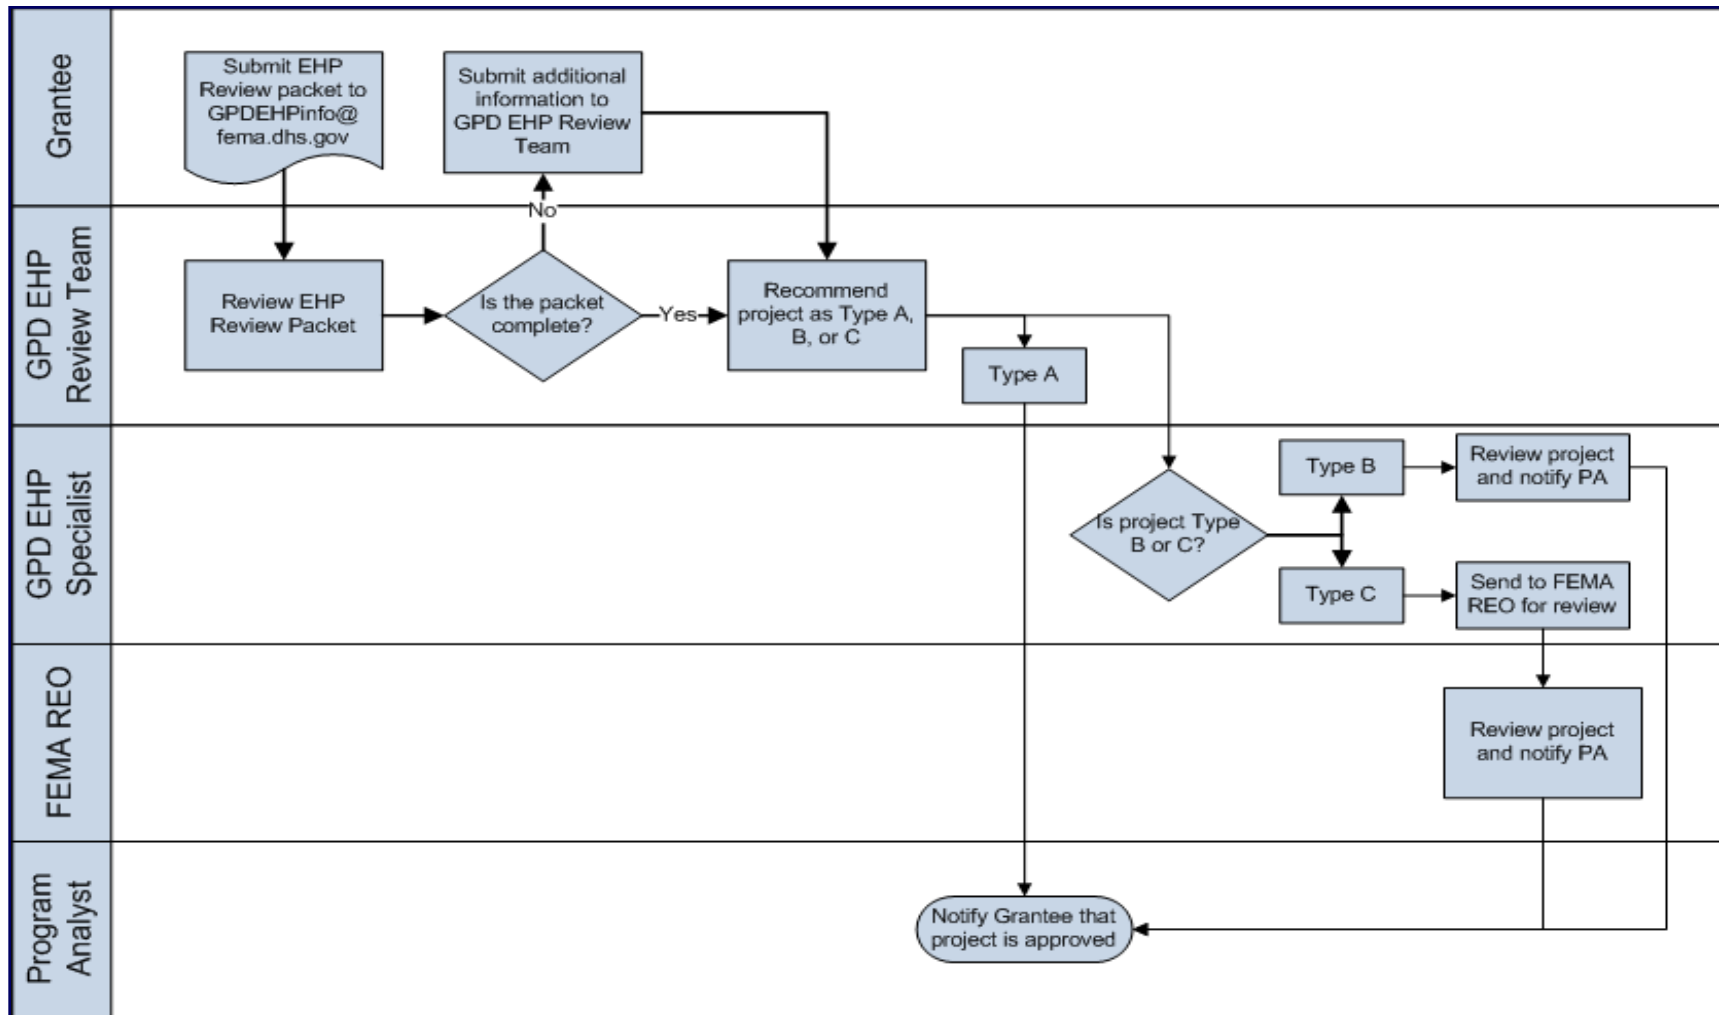 Grantee
Submit EHP
Review packet to
GPDEHPinfo@
fema.dhs.gov
Submit additional
information to
GPD EHP Review
Team
No
GPD EHP
Review Team
Review EHP
Review Packet
Is the packet
complete?
Yes
Recommend
project as Type A,
B, or C
Type A
GPD EHP
Specialist
Is project Type
B or C?
Type B
Review project
and notify PA
Type C
Send to FEMA
REO for review
FEMA REO
Review project
and notify PA
Program
Analyst
Notify Grantee that
project is approved